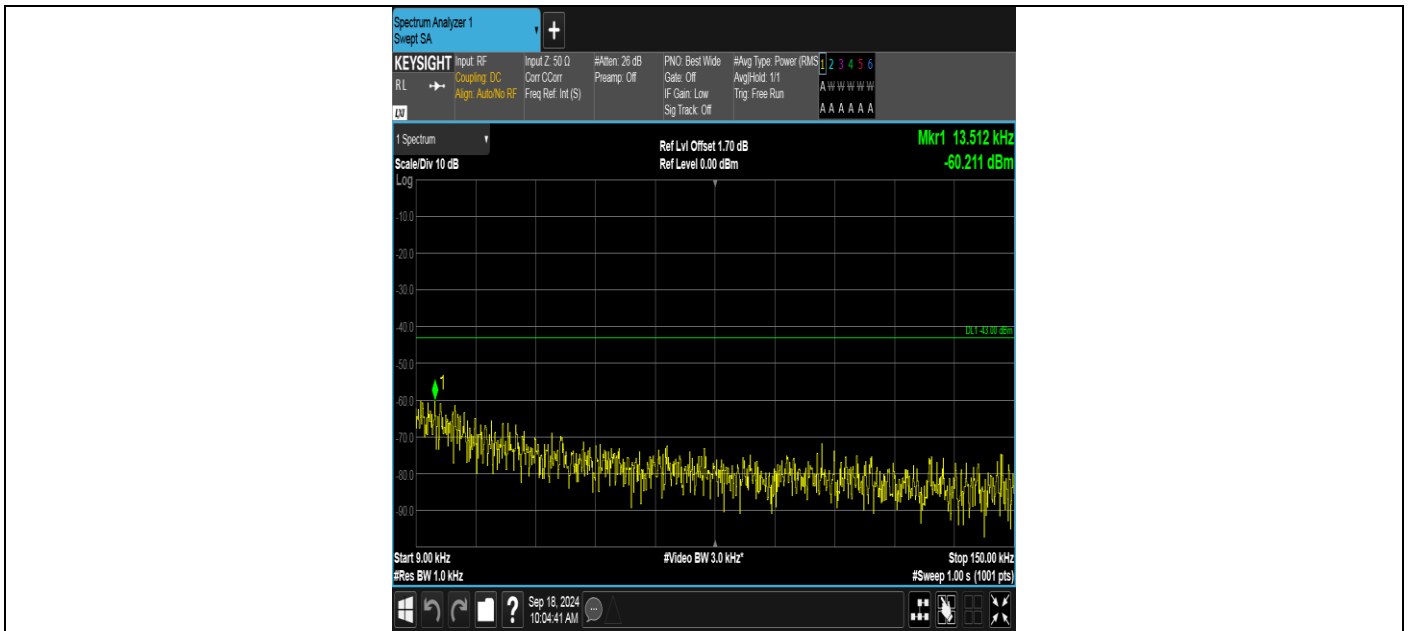 Spectrum Analyzer 1
Swept SA
+
KEYSIGHT
RL
LXI
Input: RF
Coupling: DC
Align: Auto/No RF
Input Z: 50 Ω
Corr CCorr
Freq Ref: Int (S)
#Atten: 26 dB
Preamp: Off
PNO: Best Wide
Gate: Off
IF Gain: Low
Sig Track: Off
#Avg Type: Power (RMS
Avg|Hold: 1/1
Trig: Free Run
1 2 3 4 5 6
A W W W W W
A A A A A A
1 Spectrum
Scale/Div 10 dB
Ref Lvl Offset 1.70 dB
Ref Level 0.00 dBm
Mkr1 13.512 kHz
-60.211 dBm
Log
-10.0
-20.0
-30.0
-40.0
DL1 -43.00 dBm
-50.0
1
-60.0
-70.0
-80.0
-90.0
Start 9.00 kHz
#Video BW 3.0 kHz*
Stop 150.00 kHz
#Res BW 1.0 kHz
#Sweep 1.00 s (1001 pts)
?
Sep 18, 2024
10:04:41 AM